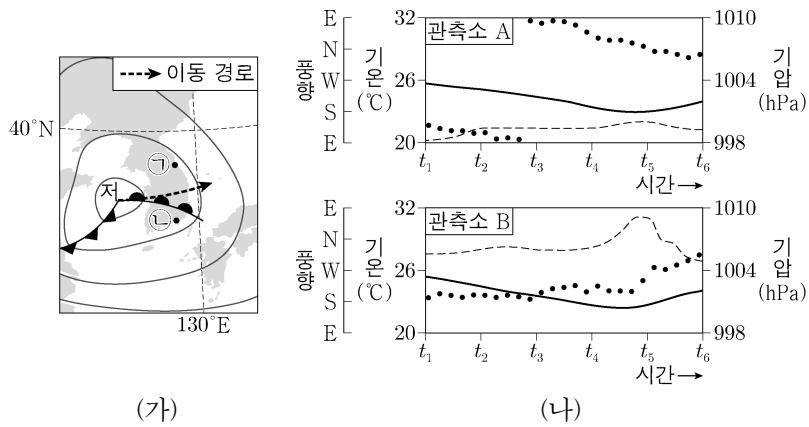 이동 경로
40°N
㉠
저
㉡
130°E
(가)
E
N
W
S
E
풍향
기온
(℃)
32
26
20
관측소 A
1010
1004
998
기압
(hPa)
t₁ t₂ t₃ t₄ t₅ t₆
시간→
E
N
W
S
E
풍향
기온
(℃)
32
26
20
관측소 B
1010
1004
998
기압
(hPa)
t₁ t₂ t₃ t₄ t₅ t₆
시간→
(나)